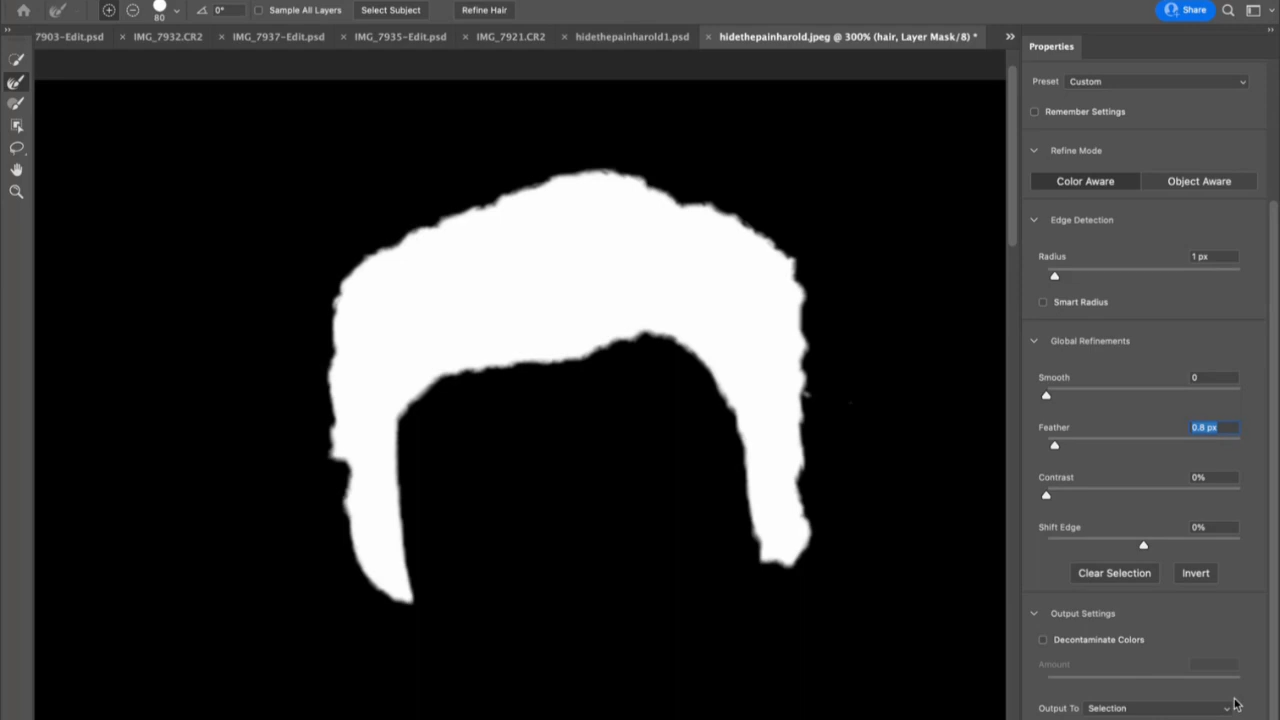 80 0° Sample All Layers Select Subject Refine Hair Share
7903-Edit.psd × IMG_7932.CR2 × IMG_7937-Edit.psd × IMG_7935-Edit.psd × IMG_7921.CR2 × hidethepainharold1.psd × hidethepainharold.jpeg @ 300% (hair, Layer Mask/8) *
Properties
Preset Custom
Remember Settings
Refine Mode
Color Aware Object Aware
Edge Detection
Radius 1 px
Smart Radius
Global Refinements
Smooth 0
Feather 0.8 px
Contrast 0%
Shift Edge 0%
Clear Selection Invert
Output Settings
Decontaminate Colors
Amount
Output To Selection